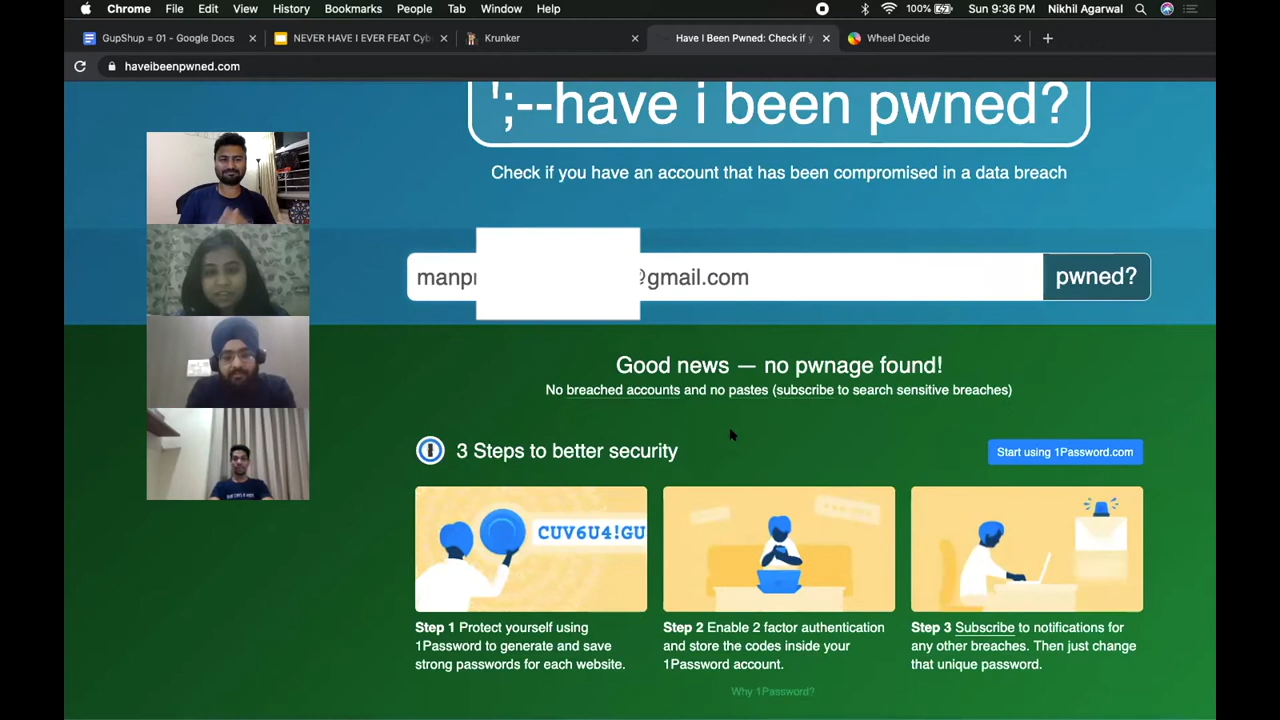 Chrome File Edit View History Bookmarks People Tab Window Help 100% Sun 9:36 PM Nikhil Agarwal
GupShup = 01 - Google Docs NEVER HAVE I EVER FEAT Cyb Krunker Have I Been Pwned: Check if y Wheel Decide
haveibeenpwned.com
';--have i been pwned?
Check if you have an account that has been compromised in a data breach
manpr @gmail.com pwned?
Good news — no pwnage found!
No breached accounts and no pastes (subscribe to search sensitive breaches)
3 Steps to better security Start using 1Password.com
CUV6U4!GU
Step 1 Protect yourself using
1Password to generate and save
strong passwords for each website.
Step 2 Enable 2 factor authentication
and store the codes inside your
1Password account.
Step 3 Subscribe to notifications for
any other breaches. Then just change
that unique password.
Why 1Password?